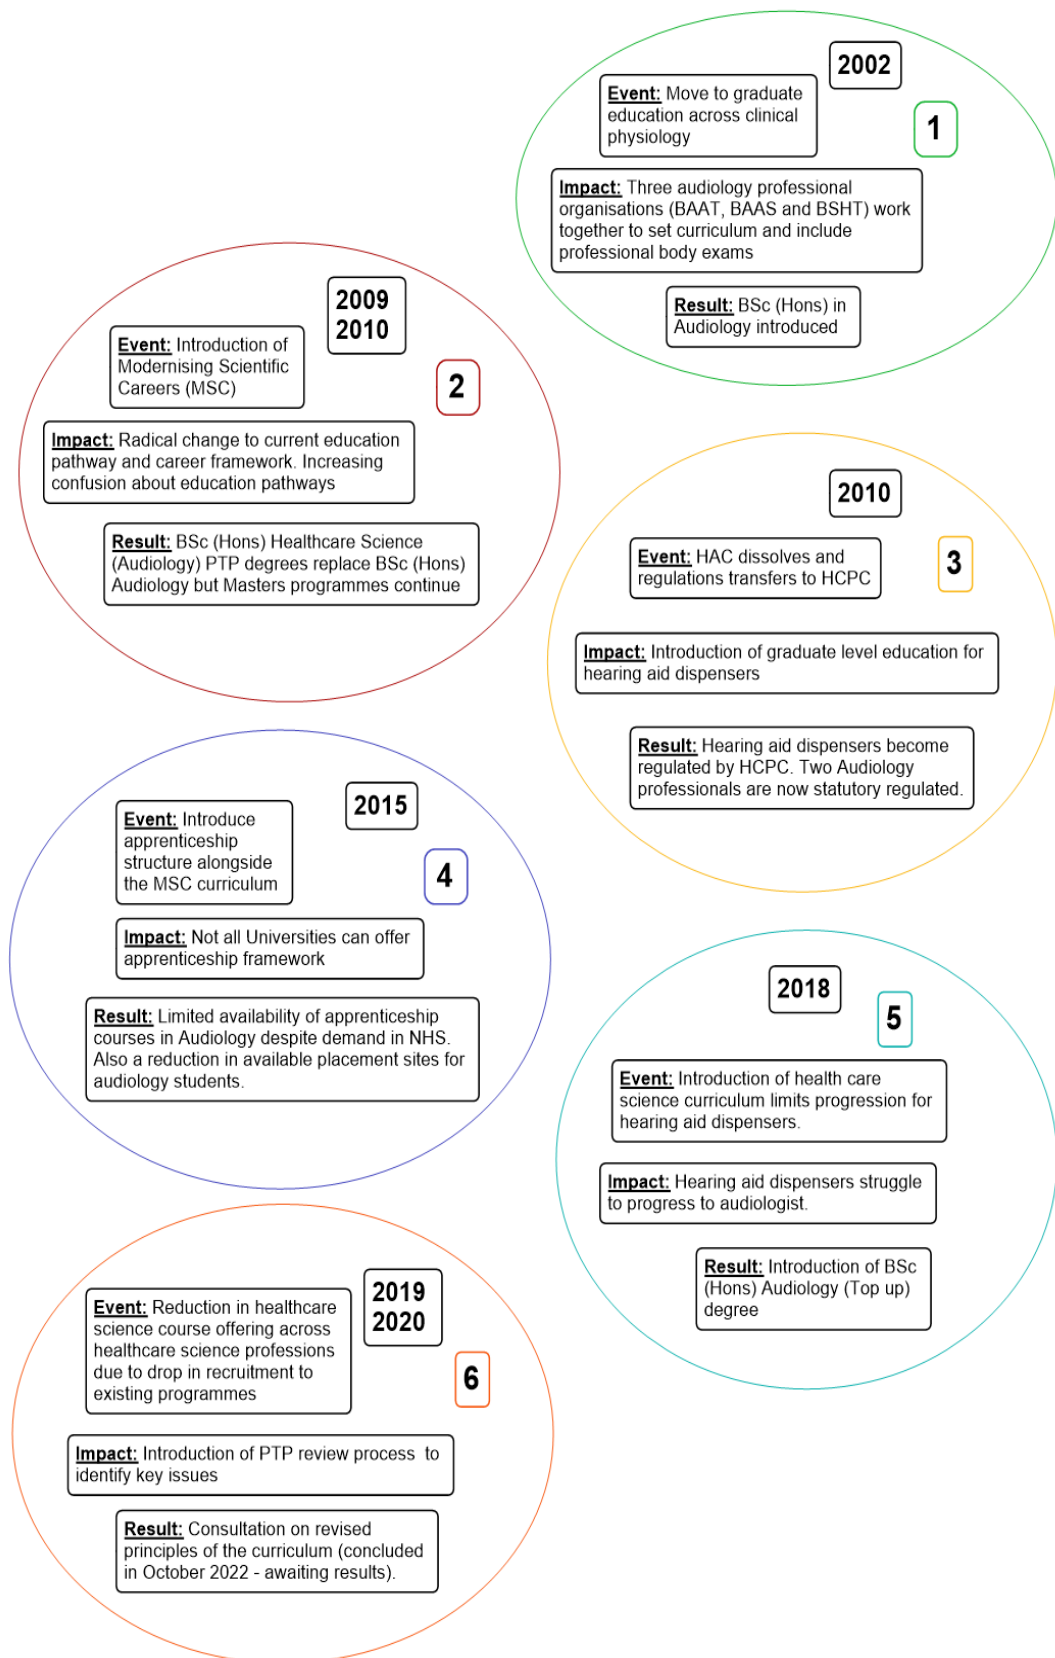 2002
1
Event: Move to graduate
education across clinical
physiology
Impact: Three audiology professional
organisations (BAAT, BAAS and BSHT) work
together to set curriculum and include
professional body exams
Result: BSc (Hons) in
Audiology introduced
2009
2010
2
Event: Introduction of
Modernising Scientific
Careers (MSC)
Impact: Radical change to current education
pathway and career framework. Increasing
confusion about education pathways
Result: BSc (Hons) Healthcare Science
(Audiology) PTP degrees replace BSc (Hons)
Audiology but Masters programmes continue
2010
3
Event: HAC dissolves and
regulations transfers to HCPC
Impact: Introduction of graduate level education for
hearing aid dispensers
Result: Hearing aid dispensers become
regulated by HCPC. Two Audiology
professionals are now statutory regulated.
2015
4
Event: Introduce
apprenticeship
structure alongside
the MSC curriculum
Impact: Not all Universities can offer
apprenticeship framework
Result: Limited availability of apprenticeship
courses in Audiology despite demand in NHS.
Also a reduction in available placement sites for
audiology students.
2018
5
Event: Introduction of health care
science curriculum limits progression for
hearing aid dispensers.
Impact: Hearing aid dispensers struggle
to progress to audiologist.
Result: Introduction of BSc
(Hons) Audiology (Top up)
degree
2019
2020
6
Event: Reduction in healthcare
science course offering across
healthcare science professions
due to drop in recruitment to
existing programmes
Impact: Introduction of PTP review process to
identify key issues
Result: Consultation on revised
principles of the curriculum (concluded
in October 2022 - awaiting results).